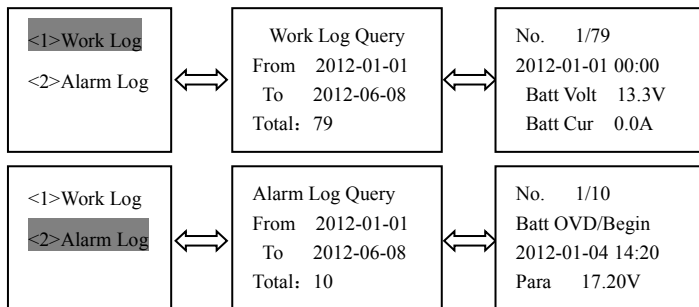 <1>Work Log
<2>Alarm Log
Work Log Query
From 2012-01-01
To 2012-06-08
Total：79
No. 1/79
2012-01-01 00:00
Batt Volt 13.3V
Batt Cur 0.0A
<1>Work Log
<2>Alarm Log
Alarm Log Query
From 2012-01-01
To 2012-06-08
Total：10
No. 1/10
Batt OVD/Begin
2012-01-04 14:20
Para 17.20V